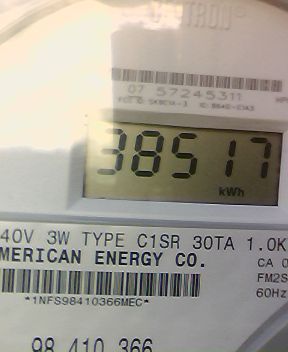 TRON
07 57245311
38517
kWh
40V 3W TYPE C1SR 30TA 1.0K
MERICAN ENERGY CO.
CA 0
FM2S
60Hz
*1NFS98410366MEC*
98 410 366